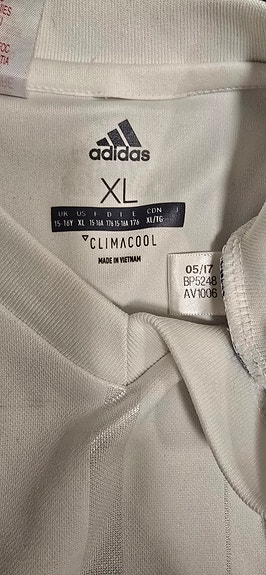 adidas
XL
UK US F D I E CDN J
15-16Y XL 15-16A 176 15-16A 176 XL/TG
CLIMACOOL
MADE IN VIETNAM
05/17
BP5248
AV1006